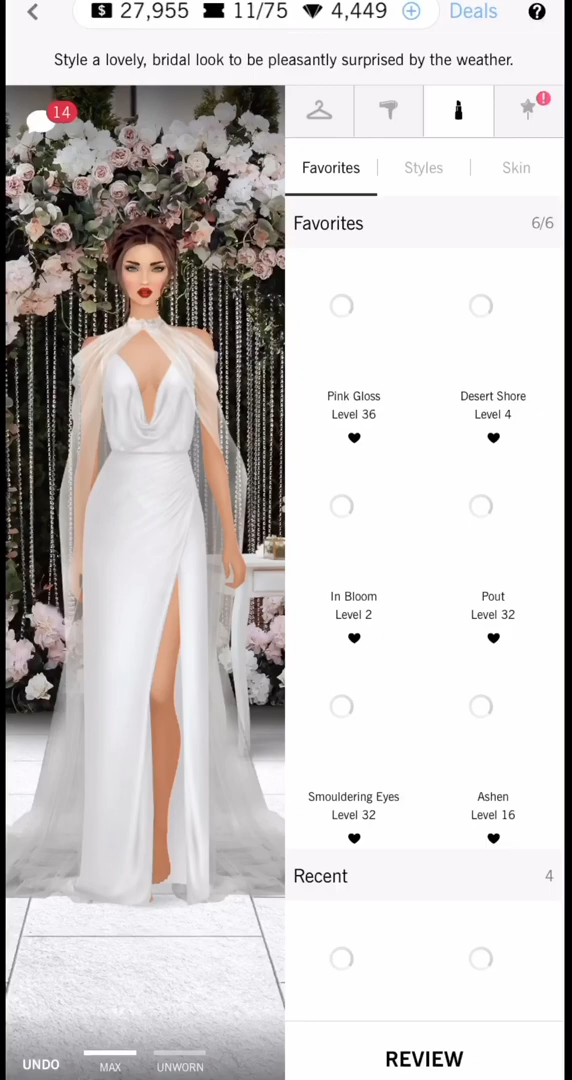 27,955 11/75 4,449 Deals ?
Style a lovely, bridal look to be pleasantly surprised by the weather.
14
!
Favorites Styles Skin
Favorites 6/6
Pink Gloss Desert Shore
Level 36 Level 4
In Bloom Pout
Level 2 Level 32
Smouldering Eyes Ashen
Level 32 Level 16
Recent 4
UNDO MAX UNWORN REVIEW